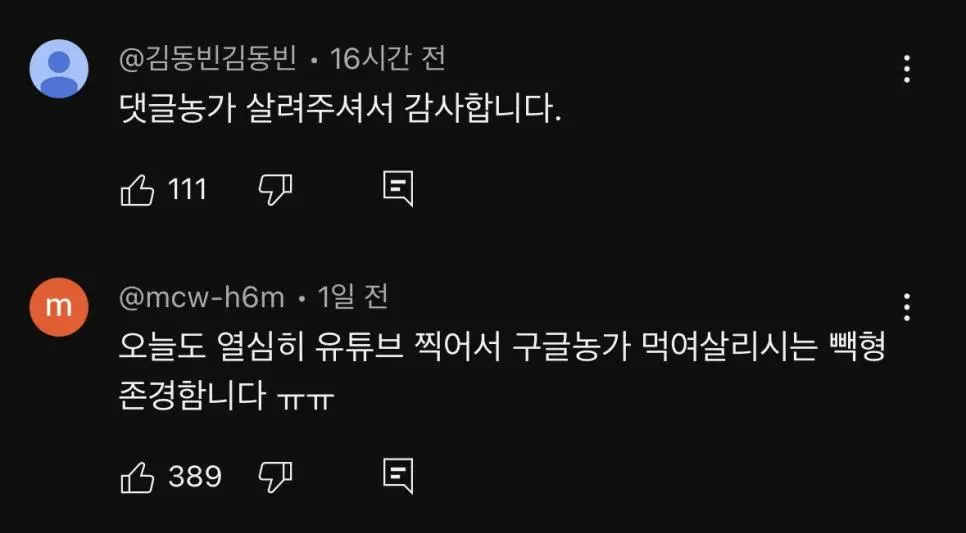 @김동빈김동빈 • 16시간 전
댓글농가 살려주셔서 감사합니다.
111
m
@mcw-h6m • 1일 전
오늘도 열심히 유튜브 찍어서 구글농가 먹여살리시는 빽형
존경함니다 ㅠㅠ
389